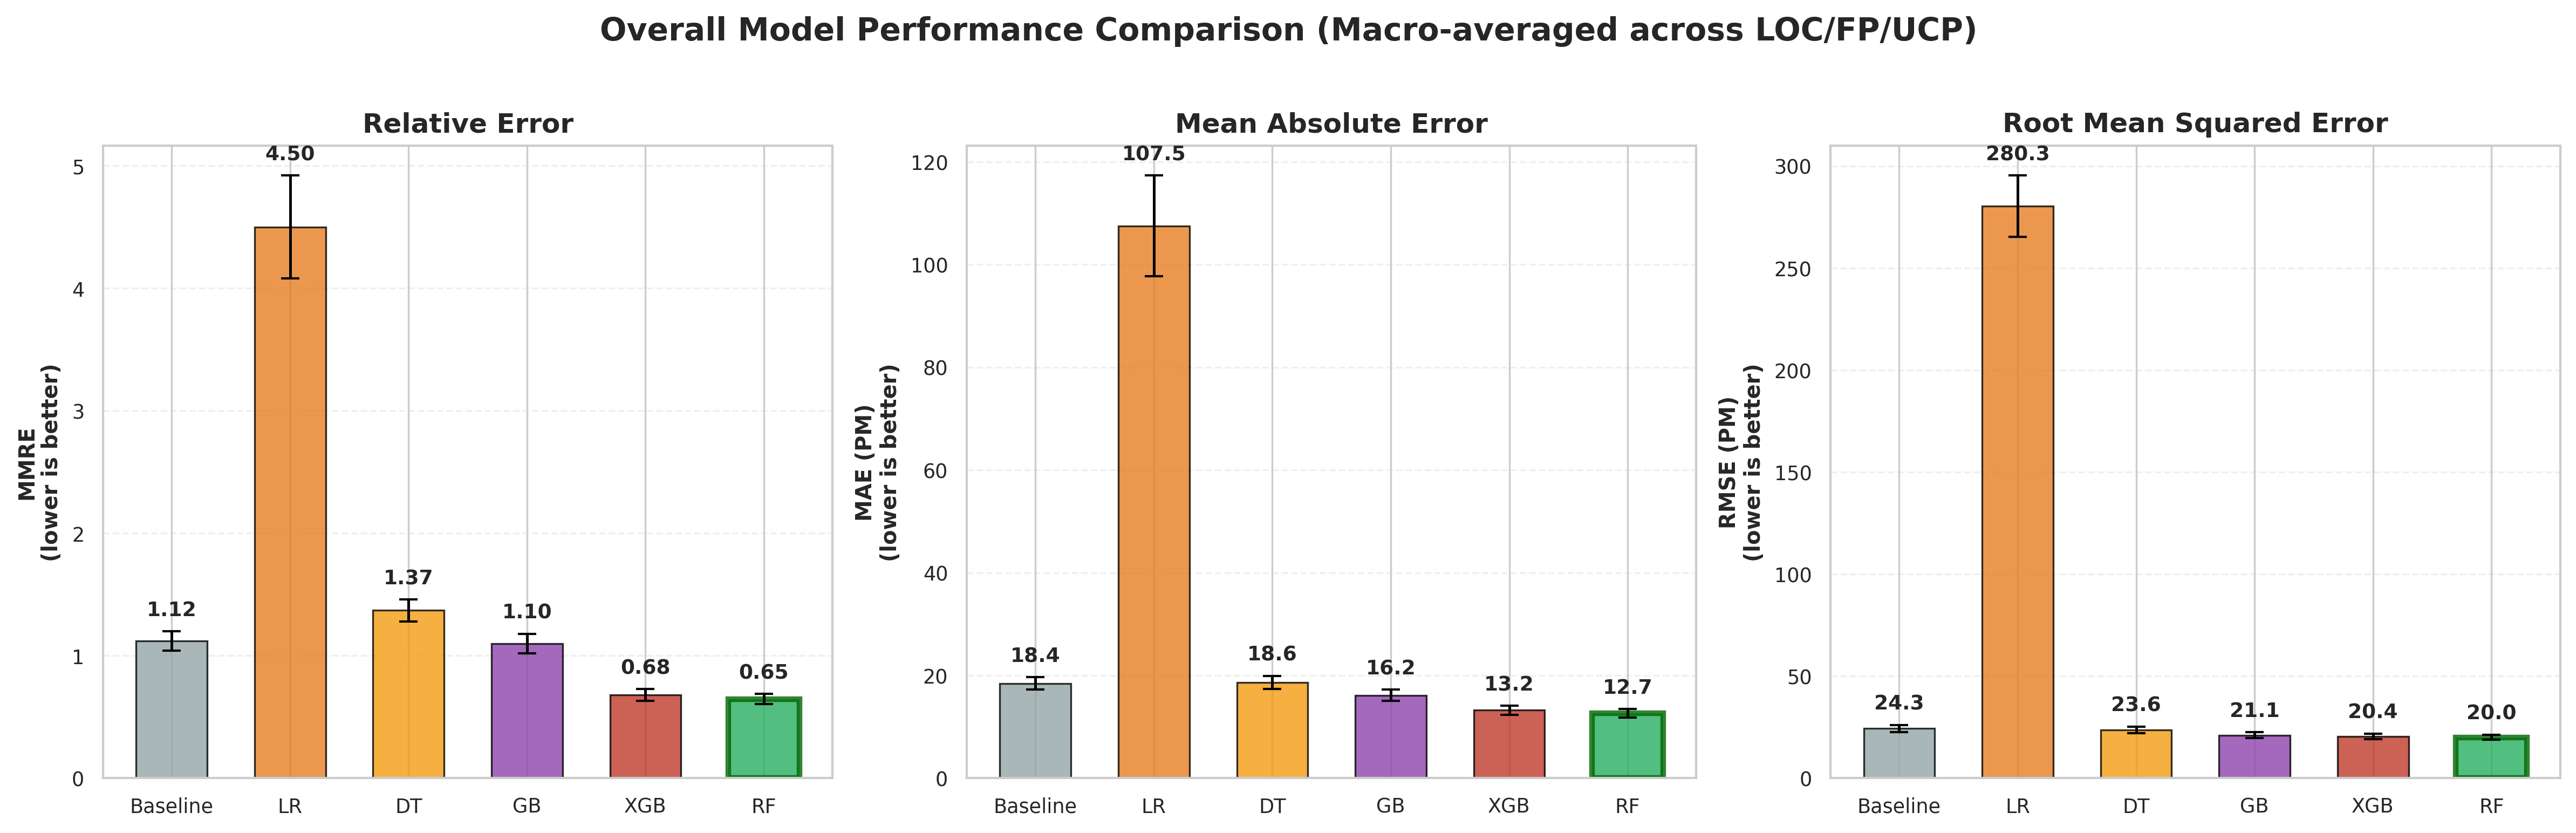 Overall Model Performance Comparison (Macro-averaged across LOC/FP/UCP)
Relative Error
MMRE
(lower is better)
5
4
3
2
1
0
1.12
4.50
1.37
1.10
0.68
0.65
Baseline LR DT GB XGB RF
Mean Absolute Error
MAE (PM)
(lower is better)
120
100
80
60
40
20
0
18.4
107.5
18.6
16.2
13.2
12.7
Baseline LR DT GB XGB RF
Root Mean Squared Error
RMSE (PM)
(lower is better)
300
250
200
150
100
50
0
24.3
280.3
23.6
21.1
20.4
20.0
Baseline LR DT GB XGB RF